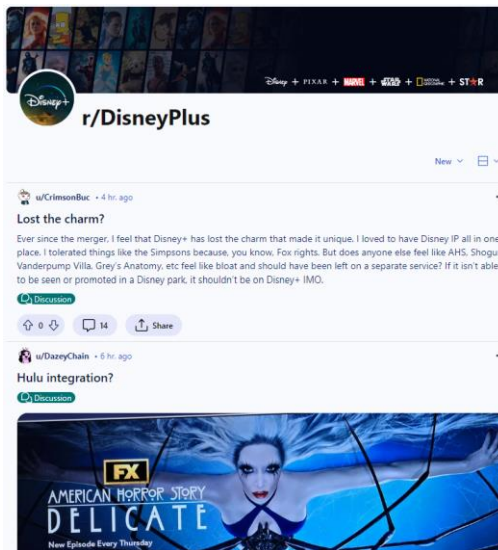 Disney + PIXAR + MARVEL + STAR WARS + NATIONAL GEOGRAPHIC + ST★R
Disney+
r/DisneyPlus
New
u/CrimsonBuc • 4 hr. ago
Lost the charm?
Ever since the merger, I feel that Disney+ has lost the charm that made it unique. I loved to have Disney IP all in one
place. I tolerated things like the Simpsons because, you know, Fox rights. But does anyone else feel like AHS, Shogu
Vanderpump Villa, Grey's Anatomy, etc feel like bloat and should have been left on a separate service? If it isn't able
to be seen or promoted in a Disney park, it shouldn't be on Disney+ IMO.
Discussion
0 14 Share
u/DazeyChain • 6 hr. ago
Hulu integration?
Discussion
FX
AMERICAN HORROR STORY
DELICATE
New Episode Every Thursday